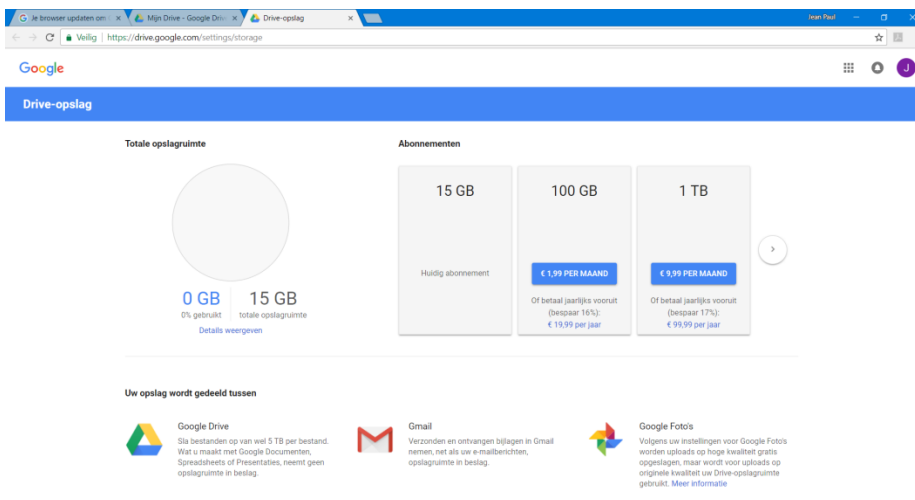 Je browser updaten om
Mijn Drive - Google Driv
Drive-opslag
Jean Paul
Veilig | https://drive.google.com/settings/storage
Google
J
Drive-opslag
Totale opslagruimte
0 GB
0% gebruikt
15 GB
totale opslagruimte
Details weergeven
Abonnementen
15 GB
Huidig abonnement
100 GB
€ 1,99 PER MAAND
Of betaal jaarlijks vooruit
(bespaar 16%):
€ 19,99 per jaar
1 TB
€ 9,99 PER MAAND
Of betaal jaarlijks vooruit
(bespaar 17%):
€ 99,99 per jaar
Uw opslag wordt gedeeld tussen
Google Drive
Sla bestanden op van wel 5 TB per bestand.
Wat u maakt met Google Documenten,
Spreadsheets of Presentaties, neemt geen
opslagruimte in beslag.
Gmail
Verzonden en ontvangen bijlagen in Gmail
nemen, net als uw e-mailberichten,
opslagruimte in beslag.
Google Foto's
Volgens uw instellingen voor Google Foto's
worden uploads op hoge kwaliteit gratis
opgeslagen, maar wordt voor uploads op
originele kwaliteit uw Drive-opslagruimte
gebruikt. Meer informatie